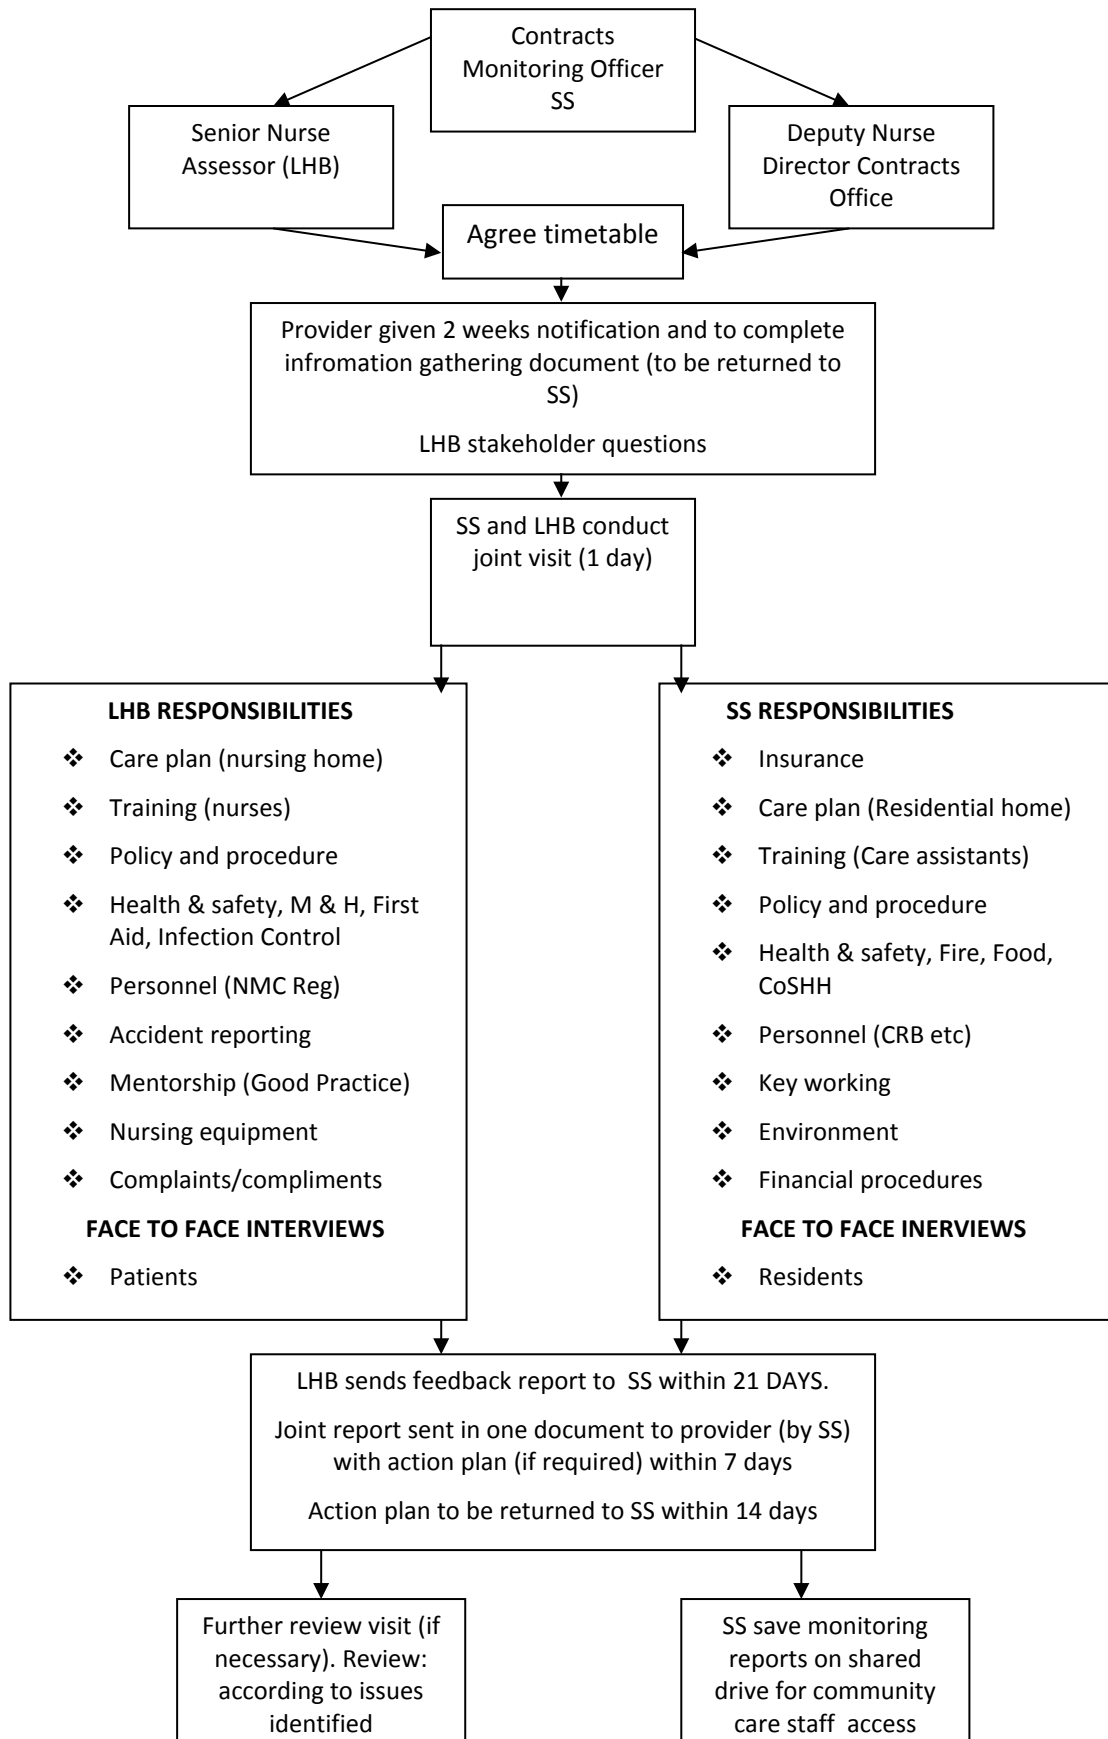 Contracts
Monitoring Officer
SS
Senior Nurse
Assessor (LHB)
Deputy Nurse
Director Contracts
Office
Agree timetable
Provider given 2 weeks notification and to complete
infromation gathering document (to be returned to
SS)
LHB stakeholder questions
SS and LHB conduct
joint visit (1 day)
LHB RESPONSIBILITIES
❖ Care plan (nursing home)
❖ Training (nurses)
❖ Policy and procedure
❖ Health & safety, M & H, First
Aid, Infection Control
❖ Personnel (NMC Reg)
❖ Accident reporting
❖ Mentorship (Good Practice)
❖ Nursing equipment
❖ Complaints/compliments
FACE TO FACE INTERVIEWS
❖ Patients
SS RESPONSIBILITIES
❖ Insurance
❖ Care plan (Residential home)
❖ Training (Care assistants)
❖ Policy and procedure
❖ Health & safety, Fire, Food,
CoSHH
❖ Personnel (CRB etc)
❖ Key working
❖ Environment
❖ Financial procedures
FACE TO FACE INERVIEWS
❖ Residents
LHB sends feedback report to SS within 21 DAYS.
Joint report sent in one document to provider (by SS)
with action plan (if required) within 7 days
Action plan to be returned to SS within 14 days
Further review visit (if
necessary). Review:
according to issues
identified
SS save monitoring
reports on shared
drive for community
care staff access